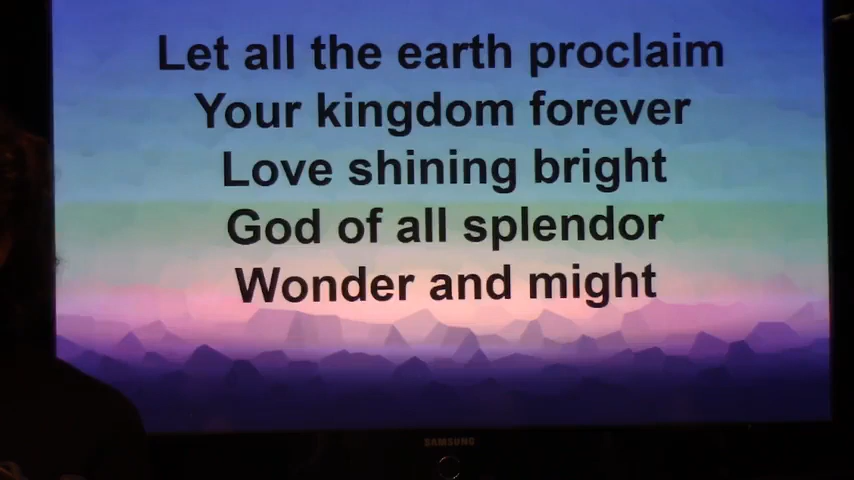 Let all the earth proclaim
Your kingdom forever
Love shining bright
God of all splendor
Wonder and might
SAMSUNG